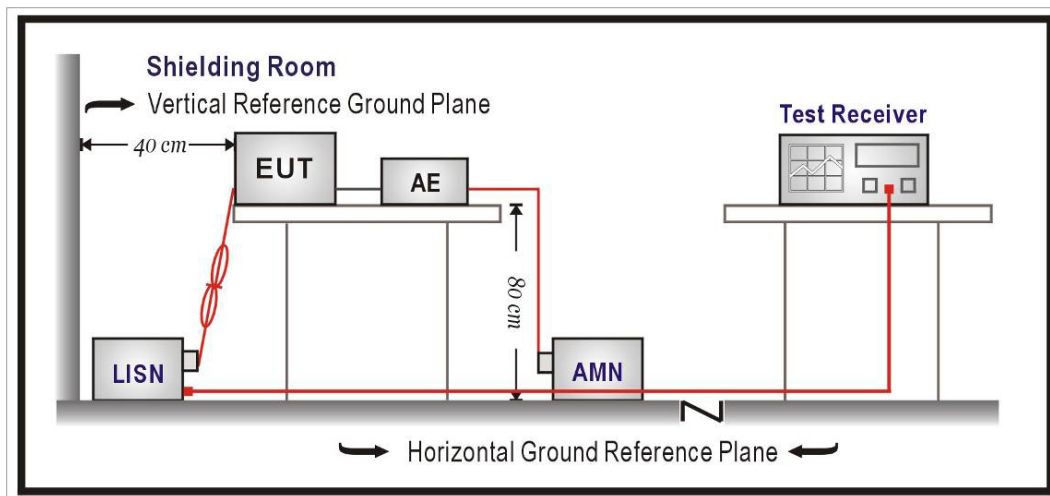 Shielding Room
Vertical Reference Ground Plane
Test Receiver
40 cm
EUT
AE
80 cm
LISN
AMN
Horizontal Ground Reference Plane